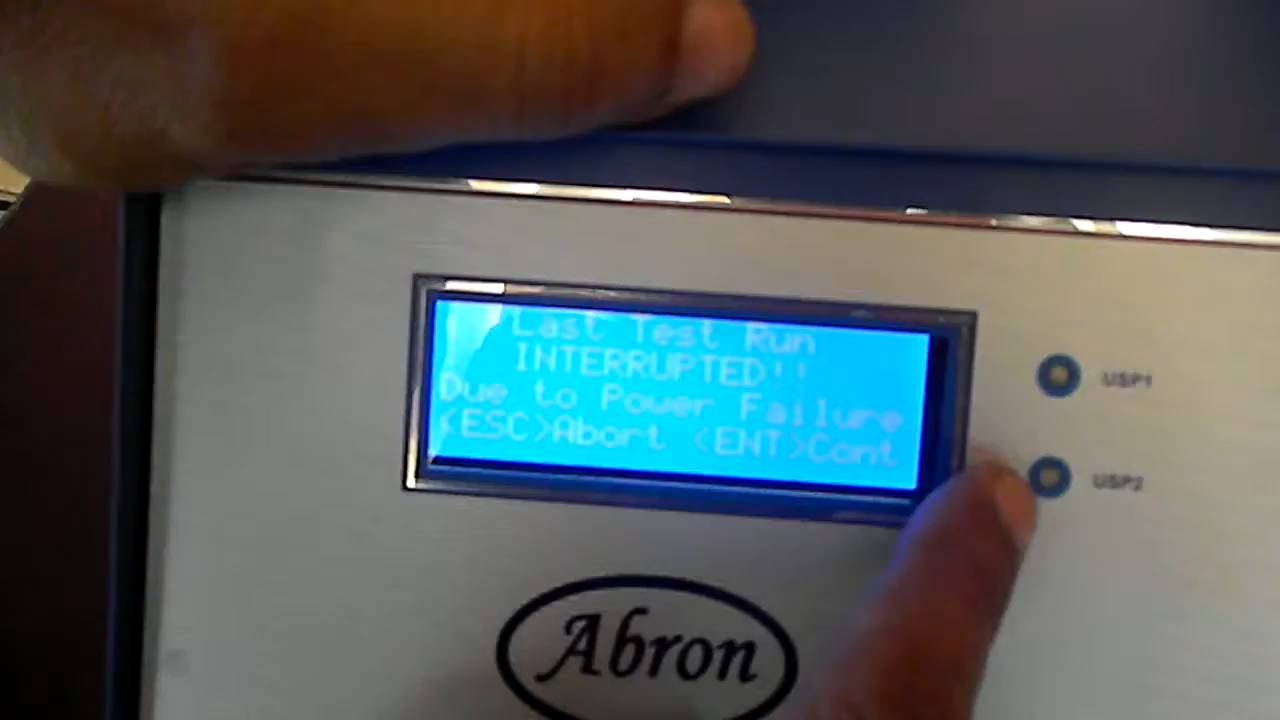 Last Test Run
INTERRUPTED!!
Due to Power Failure
<ESC>Abort <ENT>Cont
USP1
USP2
Abron